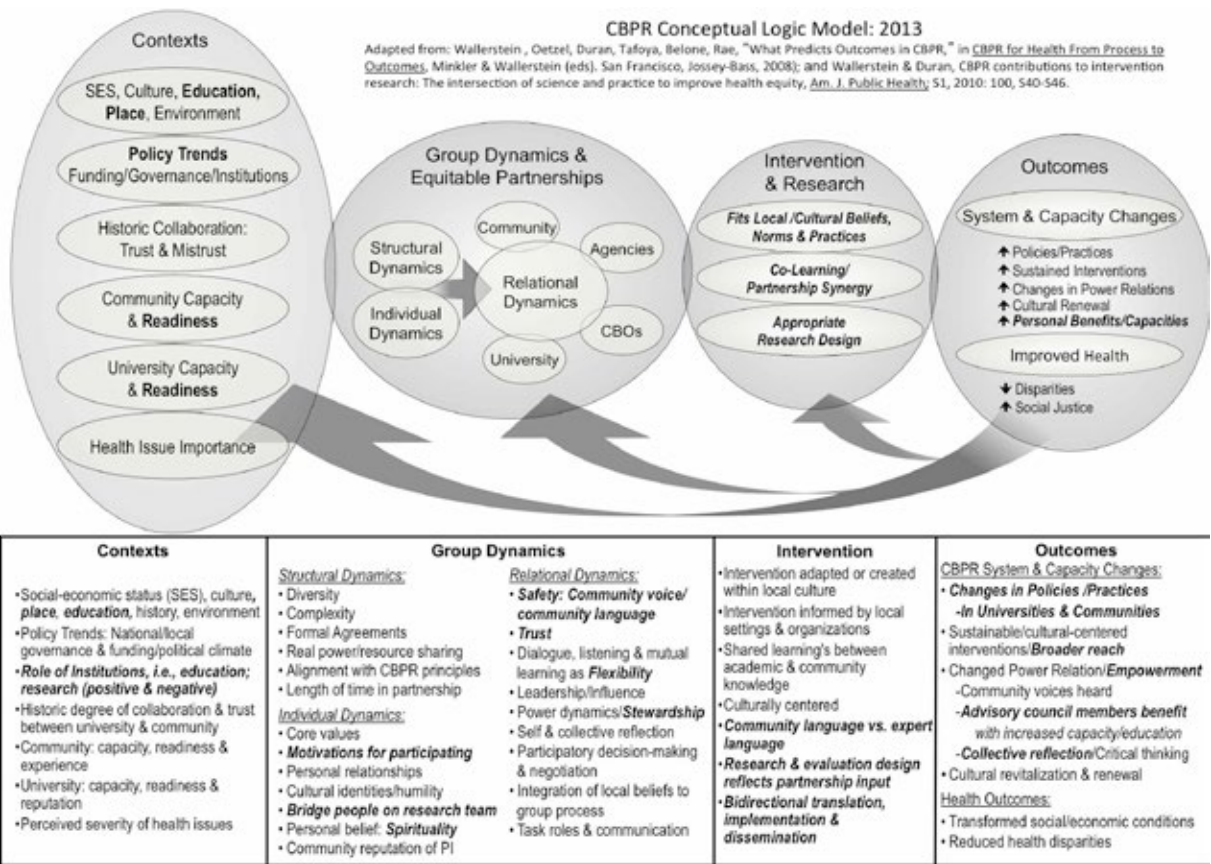 CBPR Conceptual Logic Model: 2013
Adapted from: Wallerstein , Oetzel, Duran, Tafoya, Belone, Rae, "What Predicts Outcomes in CBPR," in CBPR for Health From Process to
Outcomes, Minkler & Wallerstein (eds). San Francisco, Jossey-Bass, 2008); and Wallerstein & Duran, CBPR contributions to intervention
research: The intersection of science and practice to improve health equity, Am. J. Public Health; S1, 2010: 100, S40-S46.
Contexts
SES, Culture, Education,
Place, Environment
Policy Trends
Funding/Governance/Institutions
Historic Collaboration:
Trust & Mistrust
Community Capacity
& Readiness
University Capacity
& Readiness
Health Issue Importance
Group Dynamics &
Equitable Partnerships
Structural
Dynamics
Individual
Dynamics
Community
Agencies
Relational
Dynamics
CBOs
University
Intervention
& Research
Fits Local /Cultural Beliefs,
Norms & Practices
Co-Learning/
Partnership Synergy
Appropriate
Research Design
Outcomes
System & Capacity Changes
↑ Policies/Practices
↑ Sustained Interventions
↑ Changes in Power Relations
↑ Cultural Renewal
↑ Personal Benefits/Capacities
Improved Health
↓ Disparities
↑ Social Justice
Contexts
•Social-economic status (SES), culture,
place, education, history, environment
•Policy Trends: National/local
governance & funding/political climate
•Role of Institutions, i.e., education;
research (positive & negative)
•Historic degree of collaboration & trust
between university & community
•Community: capacity, readiness &
experience
•University: capacity, readiness &
reputation
•Perceived severity of health issues
Group Dynamics
Structural Dynamics:
• Diversity
• Complexity
• Formal Agreements
• Real power/resource sharing
• Alignment with CBPR principles
• Length of time in partnership
Individual Dynamics:
• Core values
• Motivations for participating
• Personal relationships
• Cultural identities/humility
• Bridge people on research team
• Personal belief: Spirituality
• Community reputation of PI
Relational Dynamics:
• Safety: Community voice/
community language
• Trust
• Dialogue, listening & mutual
learning as Flexibility
• Leadership/Influence
• Power dynamics/Stewardship
• Self & collective reflection
• Participatory decision-making
& negotiation
• Integration of local beliefs to
group process
• Task roles & communication
Intervention
•Intervention adapted or created
within local culture
•Intervention informed by local
settings & organizations
•Shared learning's between
academic & community
knowledge
•Culturally centered
•Community language vs. expert
language
•Research & evaluation design
reflects partnership input
•Bidirectional translation,
implementation &
dissemination
Outcomes
CBPR System & Capacity Changes:
• Changes in Policies /Practices
-In Universities & Communities
• Sustainable/cultural-centered
interventions/Broader reach
• Changed Power Relation/Empowerment
-Community voices heard
-Advisory council members benefit
with increased capacity/education
-Collective reflection/Critical thinking
• Cultural revitalization & renewal
Health Outcomes:
• Transformed social/economic conditions
• Reduced health disparities